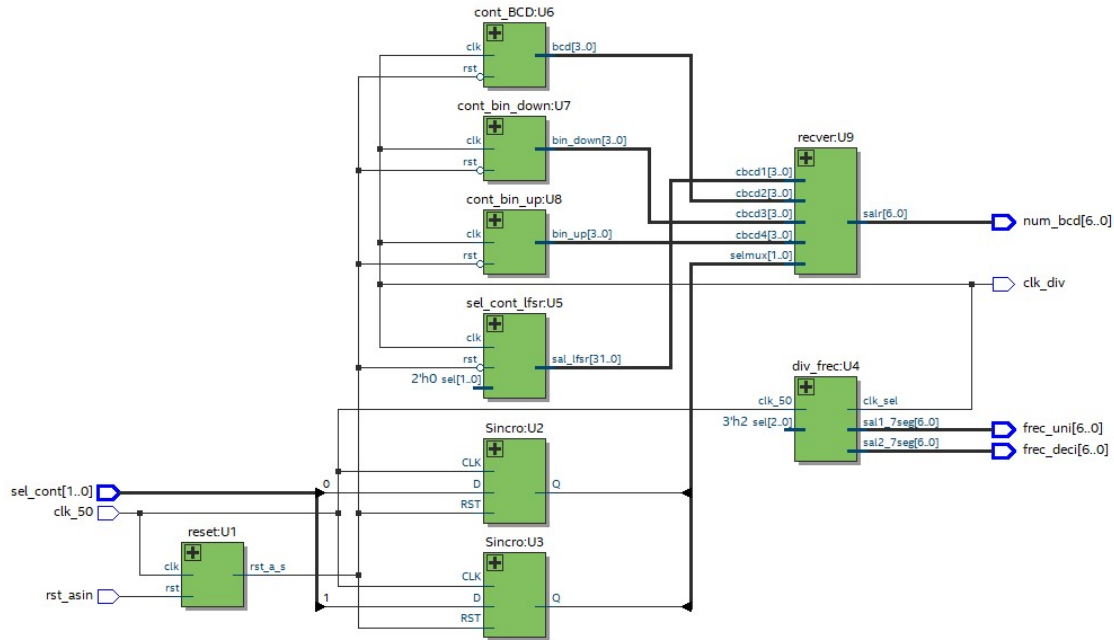 cont_BCD:U6
clk
rst
bcd[3..0]
cont_bin_down:U7
clk
rst
bin_down[3..0]
cont_bin_up:U8
clk
rst
bin_up[3..0]
sel_cont_lfsr:U5
clk
rst
2'h0 sel[1..0]
sal_lfsr[31..0]
recver:U9
cbcd1[3..0]
cbcd2[3..0]
cbcd3[3..0]
cbcd4[3..0]
selmux[1..0]
salr[6..0]
num_bcd[6..0]
clk_div
div_frec:U4
clk_50
3'h2 sel[2..0]
clk_sel
sal1_7seg[6..0]
sal2_7seg[6..0]
frec_uni[6..0]
frec_deci[6..0]
Sincro:U2
CLK
D
RST
Q
0
sel_cont[1..0]
clk_50
reset:U1
clk
rst
rst_a_s
rst_asin
Sincro:U3
CLK
1
D
RST
Q